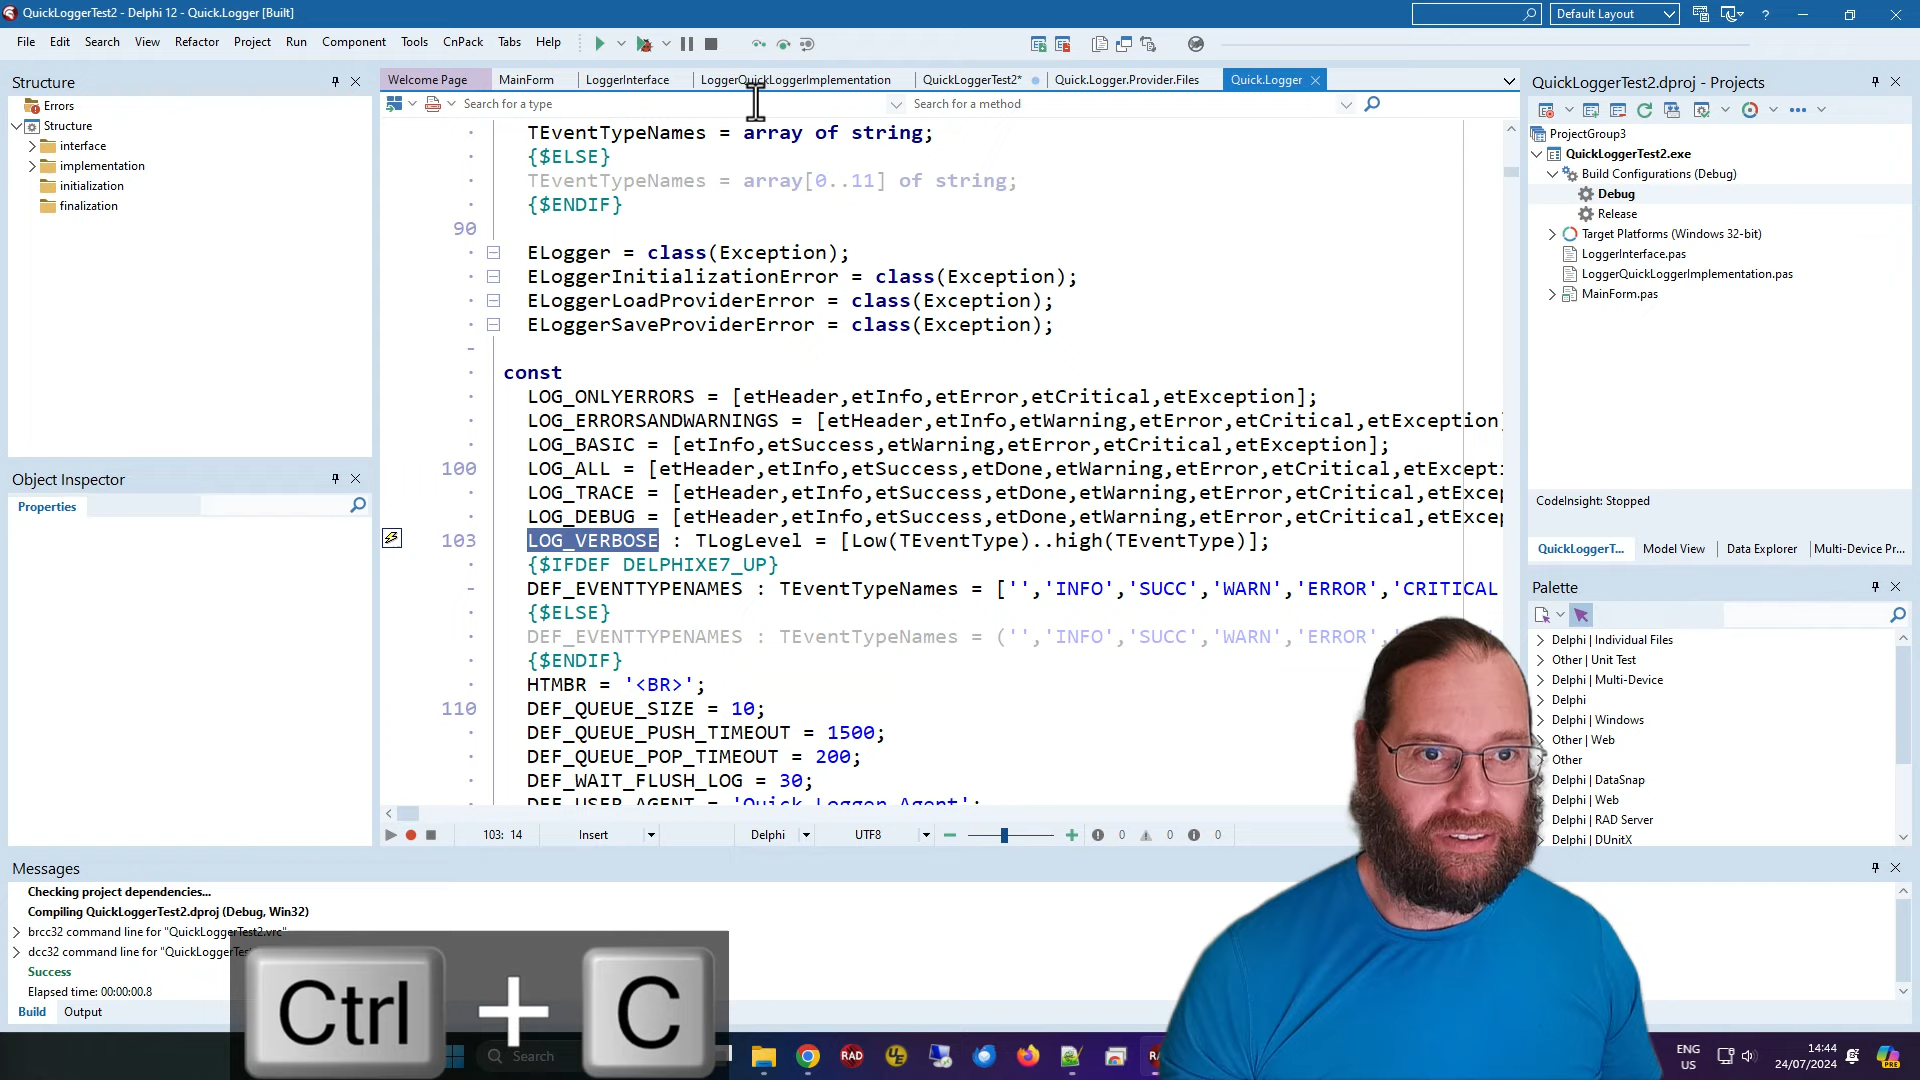 QuickLoggerTest2 - Delphi 12 - Quick.Logger [Built]
Default Layout
File Edit Search View Refactor Project Run Component Tools CnPack Tabs Help
Structure
Errors
Structure
interface
implementation
initialization
finalization
Object Inspector
Properties
Welcome Page MainForm LoggerInterface LoggerQuickLoggerImplementation QuickLoggerTest2* Quick.Logger.Provider.Files Quick.Logger
Search for a type Search for a method
TEventTypeNames = array of string;
{$ELSE}
TEventTypeNames = array[0..11] of string;
{$ENDIF}
90
ELogger = class(Exception);
ELoggerInitializationError = class(Exception);
ELoggerLoadProviderError = class(Exception);
ELoggerSaveProviderError = class(Exception);
const
LOG_ONLYERRORS = [etHeader,etInfo,etError,etCritical,etException];
LOG_ERRORSANDWARNINGS = [etHeader,etInfo,etWarning,etError,etCritical,etException]
LOG_BASIC = [etInfo,etSuccess,etWarning,etError,etCritical,etException];
100 LOG_ALL = [etHeader,etInfo,etSuccess,etDone,etWarning,etError,etCritical,etExcepti
LOG_TRACE = [etHeader,etInfo,etSuccess,etDone,etWarning,etError,etCritical,etExce
LOG_DEBUG = [etHeader,etInfo,etSuccess,etDone,etWarning,etError,etCritical,etExce
103 LOG_VERBOSE : TLogLevel = [Low(TEventType)..high(TEventType)];
{$IFDEF DELPHIXE7_UP}
DEF_EVENTTYPENAMES : TEventTypeNames = ['','INFO','SUCC','WARN','ERROR','CRITICAL
{$ELSE}
DEF_EVENTTYPENAMES : TEventTypeNames = ('','INFO','SUCC','WARN','ERROR','
{$ENDIF}
HTMBR = '<BR>';
110 DEF_QUEUE_SIZE = 10;
DEF_QUEUE_PUSH_TIMEOUT = 1500;
DEF_QUEUE_POP_TIMEOUT = 200;
DEF_WAIT_FLUSH_LOG = 30;
DEF_USER_AGENT = 'Quick Logger Agent';
103: 14 Insert Delphi UTF8 0 0 0
QuickLoggerTest2.dproj - Projects
ProjectGroup3
QuickLoggerTest2.exe
Build Configurations (Debug)
Debug
Release
Target Platforms (Windows 32-bit)
LoggerInterface.pas
LoggerQuickLoggerImplementation.pas
MainForm.pas
CodeInsight: Stopped
QuickLoggerT... Model View Data Explorer Multi-Device Pr...
Palette
Delphi | Individual Files
Other | Unit Test
Delphi | Multi-Device
Delphi
Delphi | Windows
Other | Web
Other
Delphi | DataSnap
Delphi | Web
Delphi | RAD Server
Delphi | DUnitX
Messages
Checking project dependencies...
Compiling QuickLoggerTest2.dproj (Debug, Win32)
brcc32 command line for "QuickLoggerTest2.vrc"
dcc32 command line for "QuickLoggerTes
Success
Elapsed time: 00:00:00.8
Build Output
Ctrl + C
Search
RAD
UE
ENG
US
14:44
24/07/2024
PRE